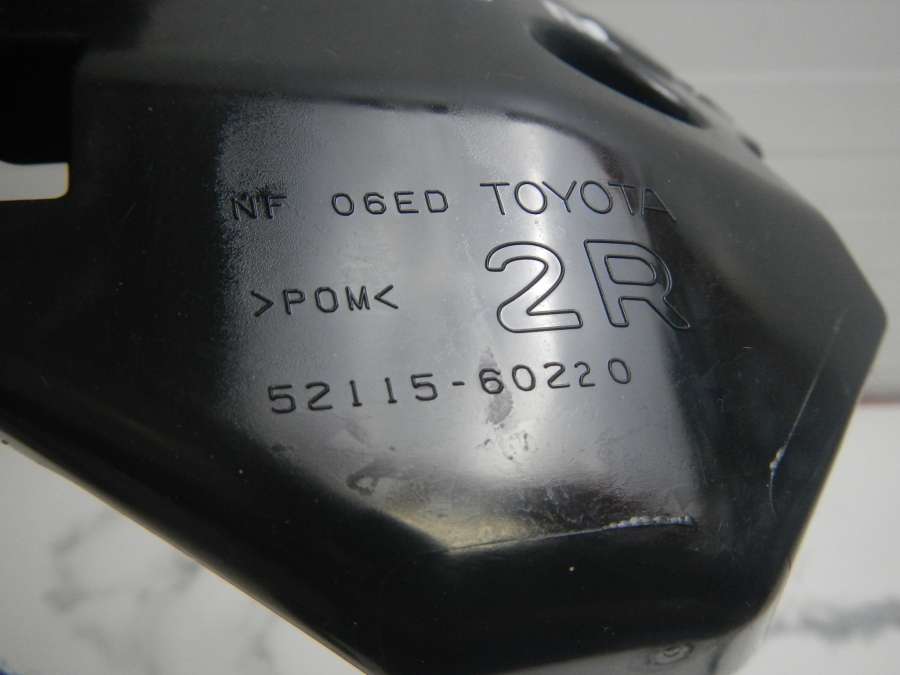 NF 06ED TOYOTA
2R
>POM<
52115-60220